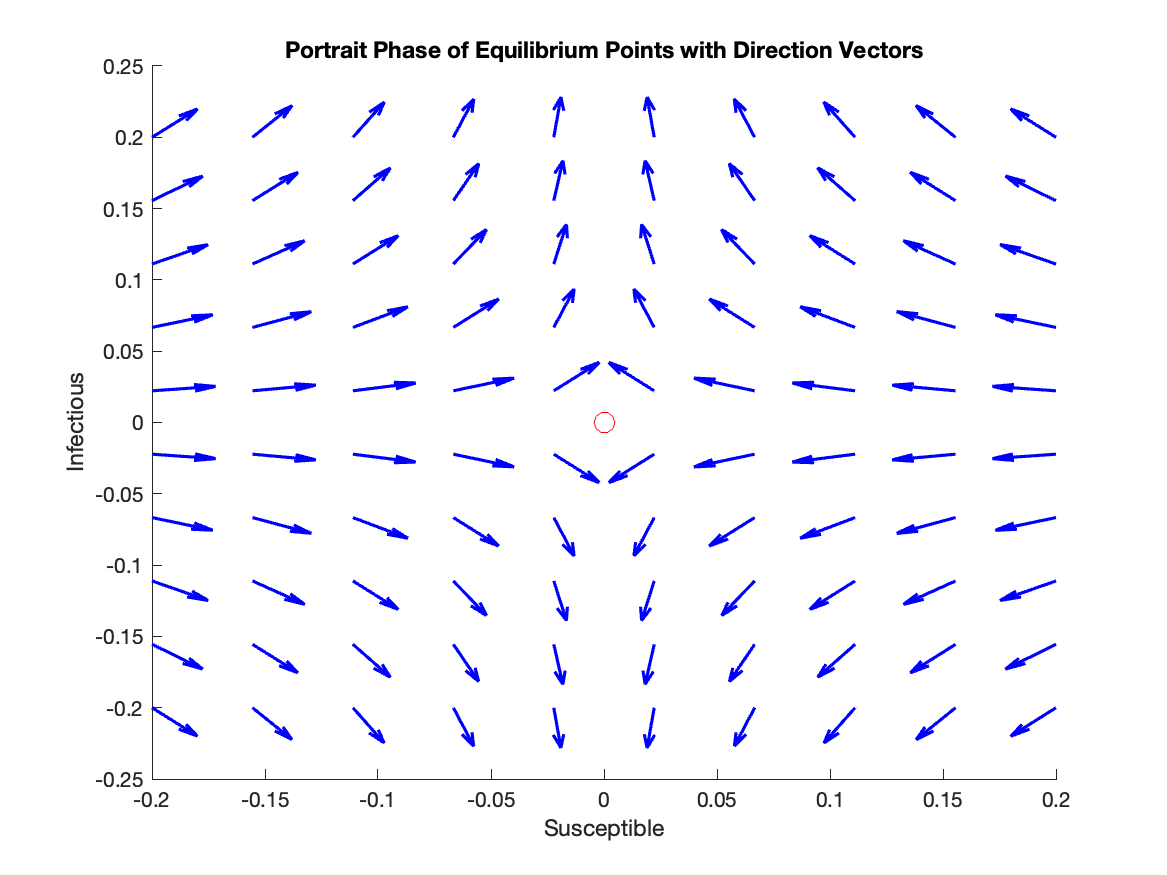 Portrait Phase of Equilibrium Points with Direction Vectors
0.25
0.2
0.15
0.1
0.05
0
-0.05
-0.1
-0.15
-0.2
-0.25
Infectious
-0.2 -0.15 -0.1 -0.05 0 0.05 0.1 0.15 0.2
Susceptible